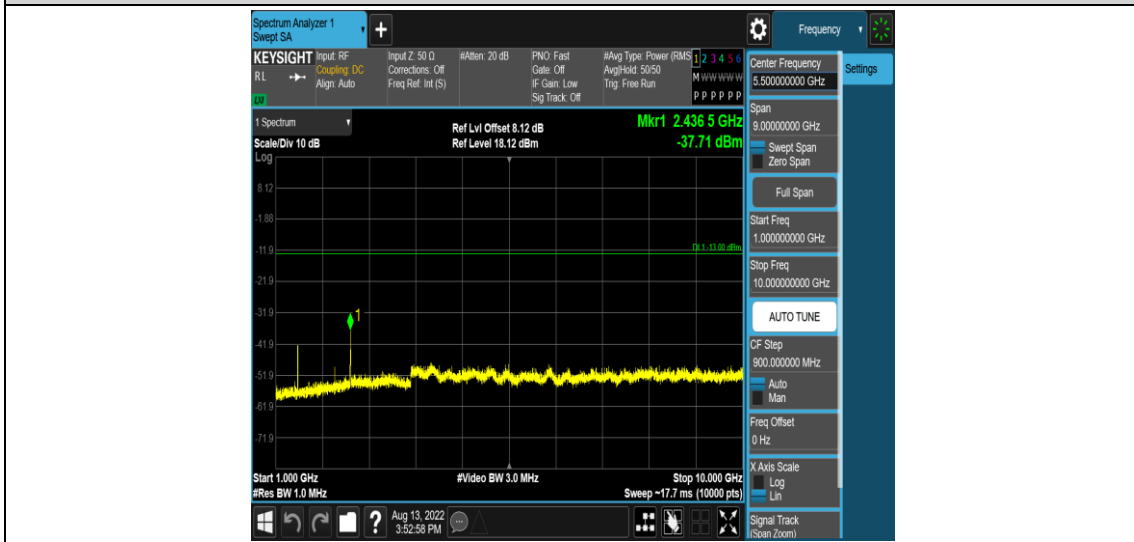 Spectrum Analyzer 1
Swept SA
+
Frequency
KEYSIGHT
RL
LXI
Input: RF
Coupling: DC
Align: Auto
Input Z: 50 Ω
Corrections: Off
Freq Ref: Int (S)
#Atten: 20 dB
PNO: Fast
Gate: Off
IF Gain: Low
Sig Track: Off
#Avg Type: Power (RMS
Avg|Hold: 50/50
Trig: Free Run
1 2 3 4 5 6
M W W W W W
P P P P P P
1 Spectrum
Scale/Div 10 dB
Log
Ref Lvl Offset 8.12 dB
Ref Level 18.12 dBm
Mkr1 2.436 5 GHz
-37.71 dBm
8.12
-1.88
-11.9
DL1 -13.00 dBm
-21.9
-31.9
1
-41.9
-51.9
-61.9
-71.9
Start 1.000 GHz
#Res BW 1.0 MHz
#Video BW 3.0 MHz
Stop 10.000 GHz
Sweep ~17.7 ms (10000 pts)
?
Aug 13, 2022
3:52:58 PM
Center Frequency
5.500000000 GHz
Settings
Span
9.00000000 GHz
Swept Span
Zero Span
Full Span
Start Freq
1.000000000 GHz
Stop Freq
10.000000000 GHz
AUTO TUNE
CF Step
900.000000 MHz
Auto
Man
Freq Offset
0 Hz
X Axis Scale
Log
Lin
Signal Track
(Span Zoom)